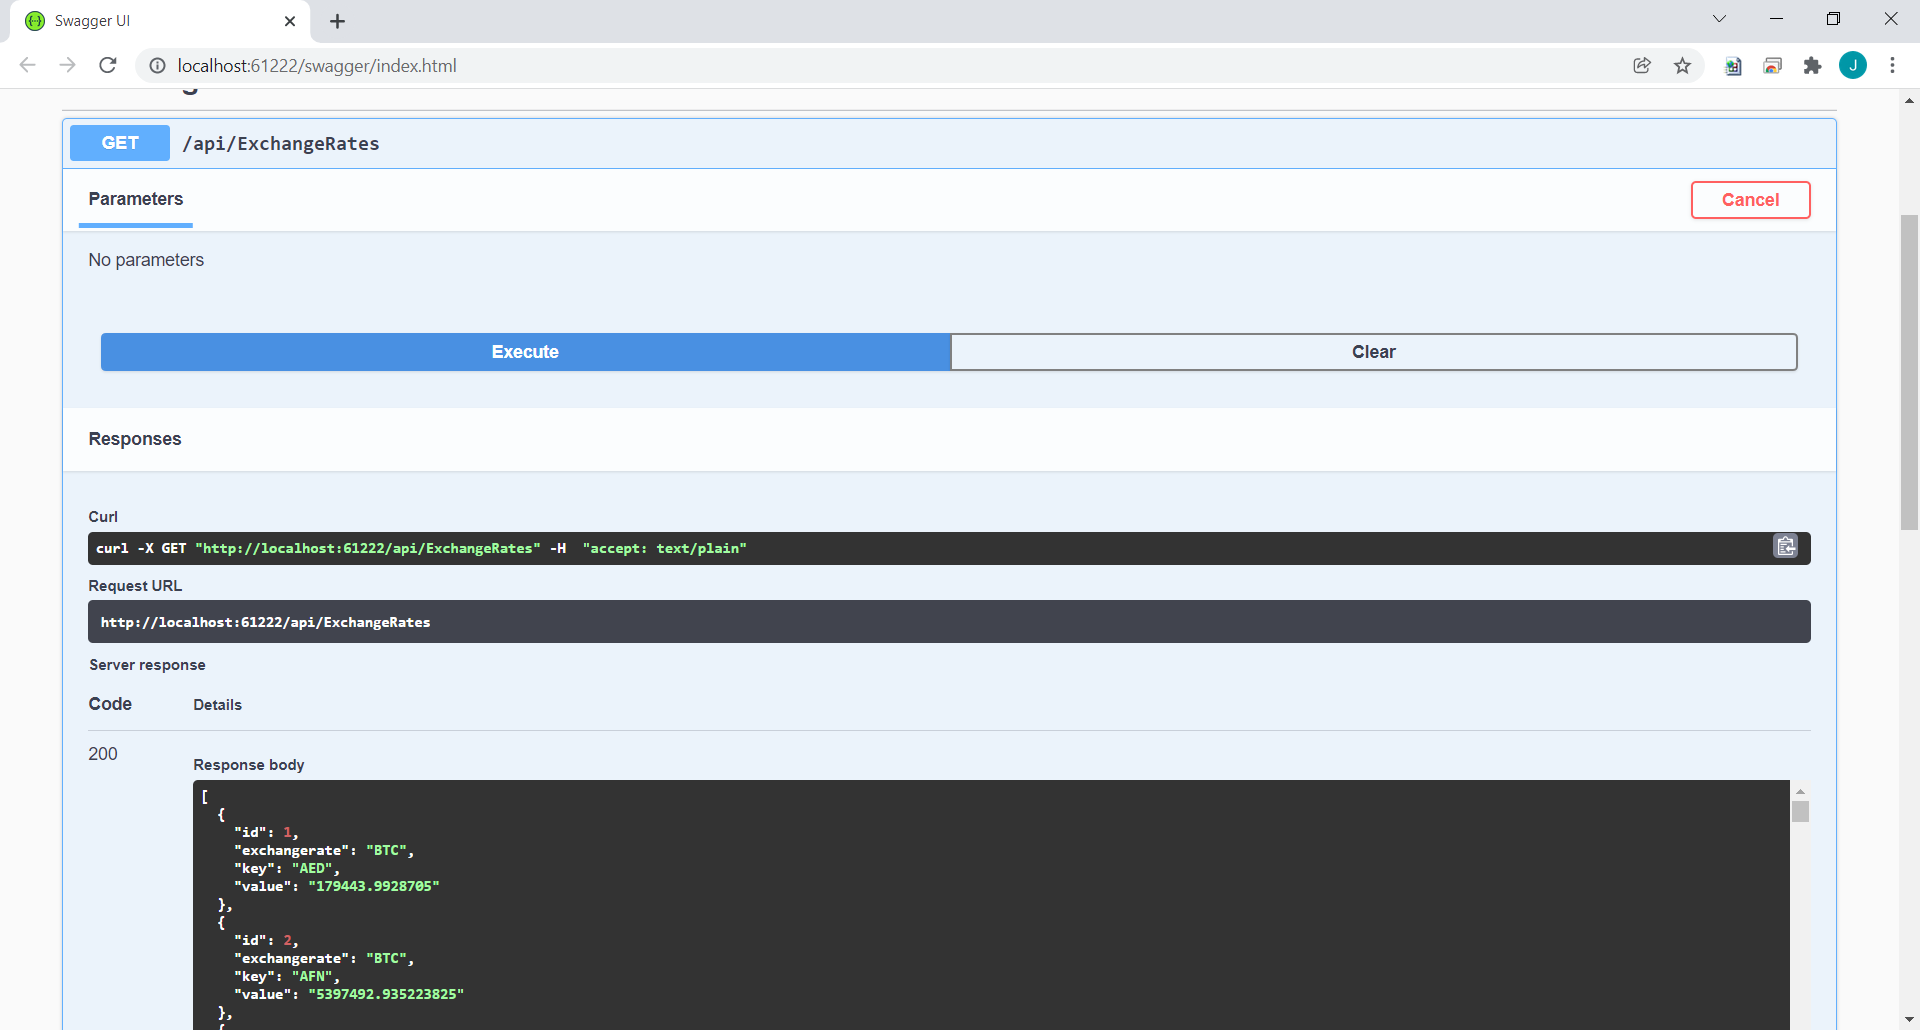 Swagger UI
localhost:61222/swagger/index.html
J
GET /api/ExchangeRates
Parameters
Cancel
No parameters
Execute
Clear
Responses
Curl
curl -X GET "http://localhost:61222/api/ExchangeRates" -H  "accept: text/plain"
Request URL
http://localhost:61222/api/ExchangeRates
Server response
Code Details
200
Response body
[
{
"id": 1,
"exchangerate": "BTC",
"key": "AED",
"value": "179443.9928705"
},
{
"id": 2,
"exchangerate": "BTC",
"key": "AFN",
"value": "5397492.935223825"
},
{